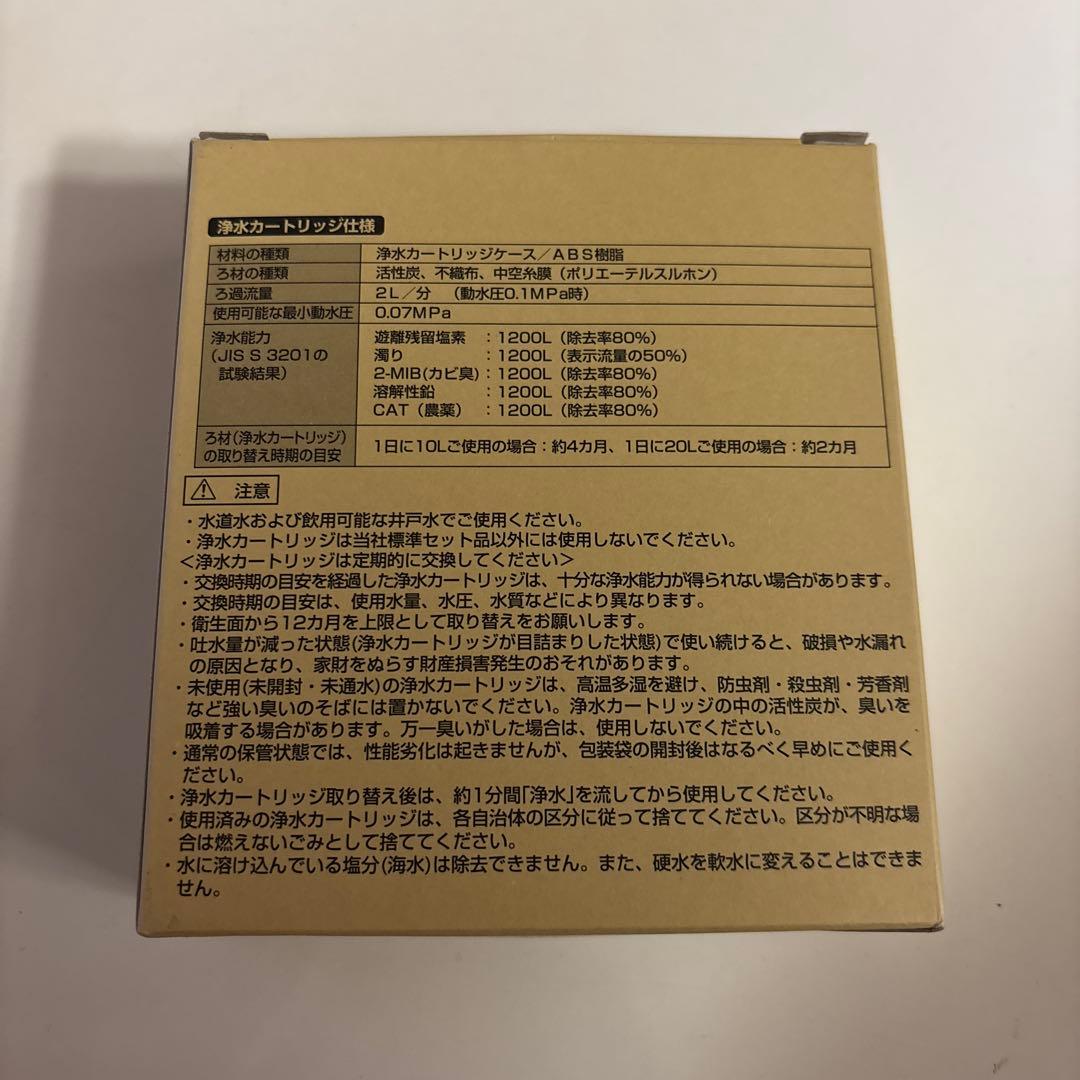 浄水カートリッジ仕様
材料の種類 浄水カートリッジケース／ＡＢＳ樹脂
ろ材の種類 活性炭、不織布、中空糸膜（ポリエーテルスルホン）
ろ過流量 2L／分 （動水圧0.1MPa時）
使用可能な最小動水圧 0.07MPa
浄水能力 遊離残留塩素 ：1200L（除去率80%）
（JIS S 3201の 濁り ：1200L（表示流量の50%）
試験結果） 2-MIB(カビ臭)：1200L（除去率80%）
溶解性鉛 ：1200L（除去率80%）
CAT（農薬） ：1200L（除去率80%）
ろ材（浄水カートリッジ）
の取り替え時期の目安 1日に10Lご使用の場合：約4カ月、1日に20Lご使用の場合：約2カ月
⚠ 注意
・水道水および飲用可能な井戸水でご使用ください。
・浄水カートリッジは当社標準セット品以外には使用しないでください。
＜浄水カートリッジは定期的に交換してください＞
・交換時期の目安を経過した浄水カートリッジは、十分な浄水能力が得られない場合があります。
・交換時期の目安は、使用水量、水圧、水質などにより異なります。
・衛生面から12カ月を上限として取り替えをお願いします。
・吐水量が減った状態(浄水カートリッジが目詰まりした状態)で使い続けると、破損や水漏れ
の原因となり、家財をぬらす財産損害発生のおそれがあります。
・未使用(未開封・未通水)の浄水カートリッジは、高温多湿を避け、防虫剤・殺虫剤・芳香剤
など強い臭いのそばには置かないでください。浄水カートリッジの中の活性炭が、臭いを
吸着する場合があります。万一臭いがした場合は、使用しないでください。
・通常の保管状態では、性能劣化は起きませんが、包装袋の開封後はなるべく早めにご使用く
ださい。
・浄水カートリッジ取り替え後は、約1分間「浄水」を流してから使用してください。
・使用済みの浄水カートリッジは、各自治体の区分に従って捨ててください。区分が不明な場
合は燃えないごみとして捨ててください。
・水に溶け込んでいる塩分(海水)は除去できません。また、硬水を軟水に変えることはできま
せん。